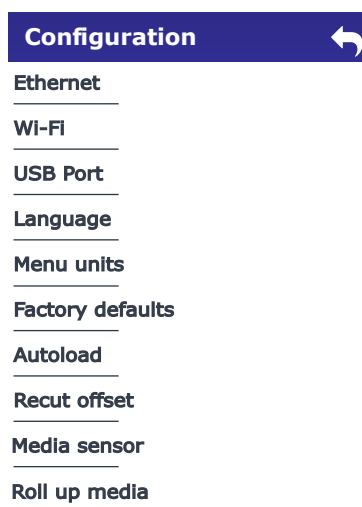 Configuration
Ethernet
Wi-Fi
USB Port
Language
Menu units
Factory defaults
Autoload
Recut offset
Media sensor
Roll up media